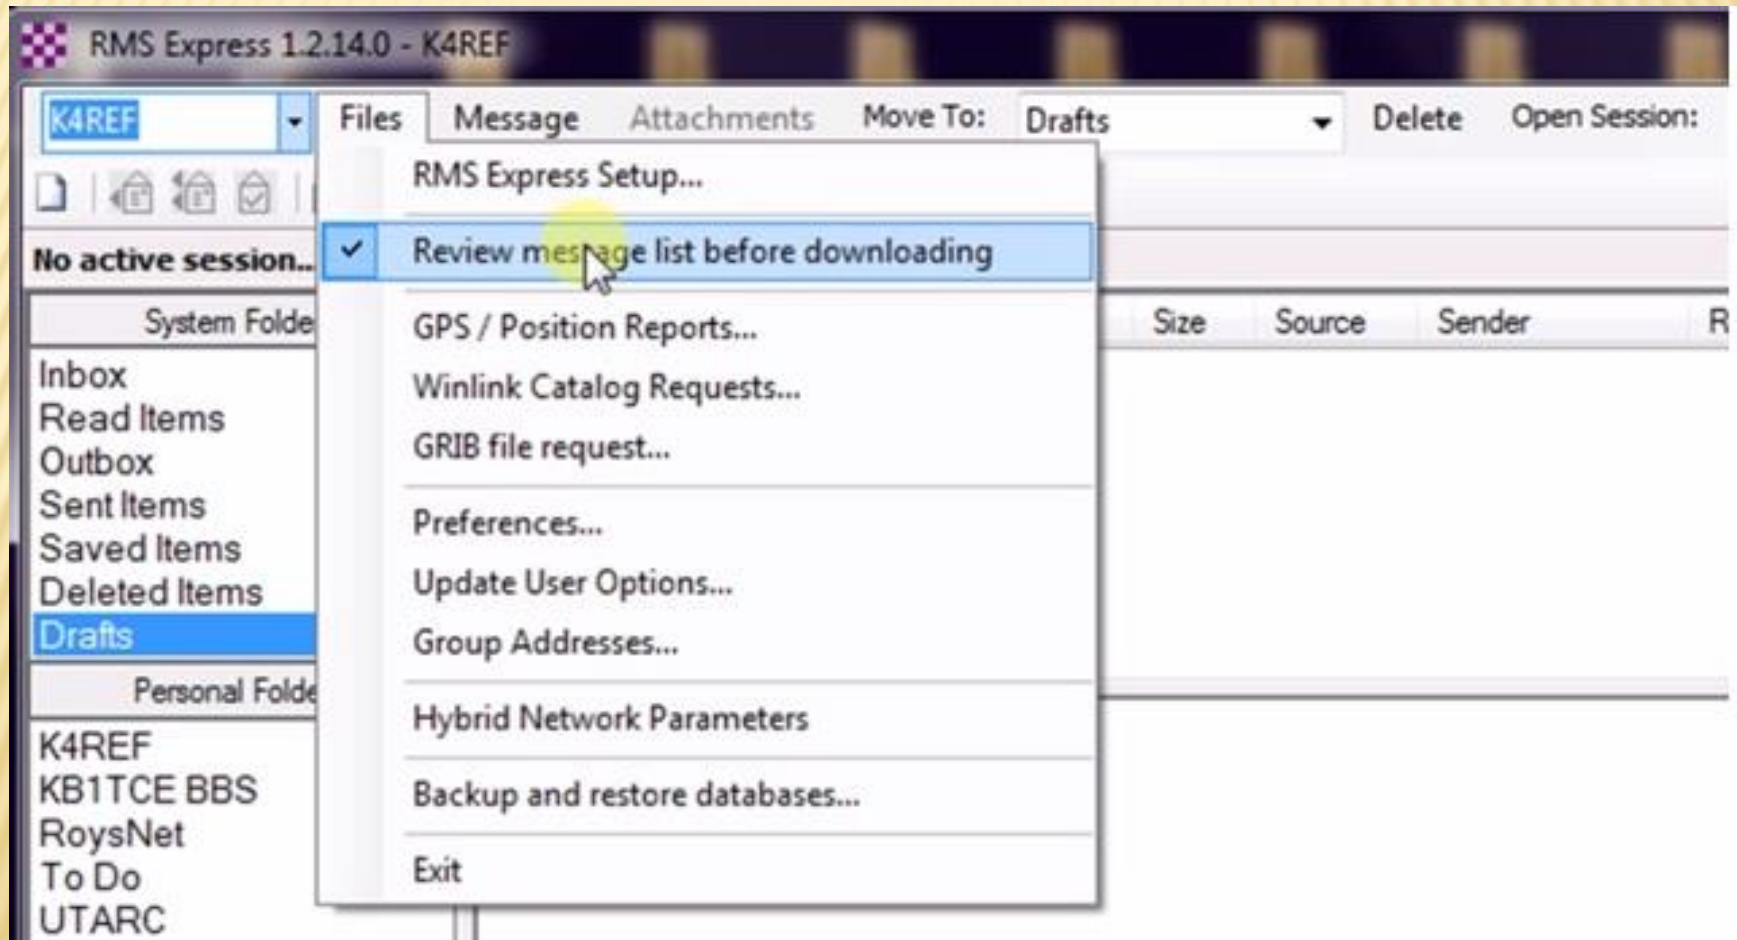 RMS Express 1.2.14.0 - K4REF
K4REF Files Message Attachments Move To: Drafts Delete Open Session:
RMS Express Setup...
No active session...
Review message list before downloading
System Folde
Size Source Sender R
GPS / Position Reports...
Winlink Catalog Requests...
GRIB file request...
Preferences...
Update User Options...
Group Addresses...
Hybrid Network Parameters
Backup and restore databases...
Exit
Inbox
Read Items
Outbox
Sent Items
Saved Items
Deleted Items
Drafts
Personal Folde
K4REF
KB1TCE BBS
RoysNet
To Do
UTARC